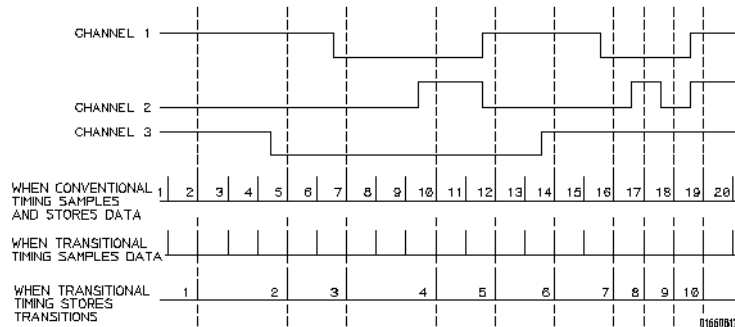 CHANNEL 1
CHANNEL 2
CHANNEL 3
WHEN CONVENTIONAL
TIMING SAMPLES
AND STORES DATA
1 2 3 4 5 6 7 8 9 10 11 12 13 14 15 16 17 18 19 20
WHEN TRANSITIONAL
TIMING SAMPLES DATA
WHEN TRANSITIONAL
TIMING STORES
TRANSITIONS
1 2 3 4 5 6 7 8 9 10